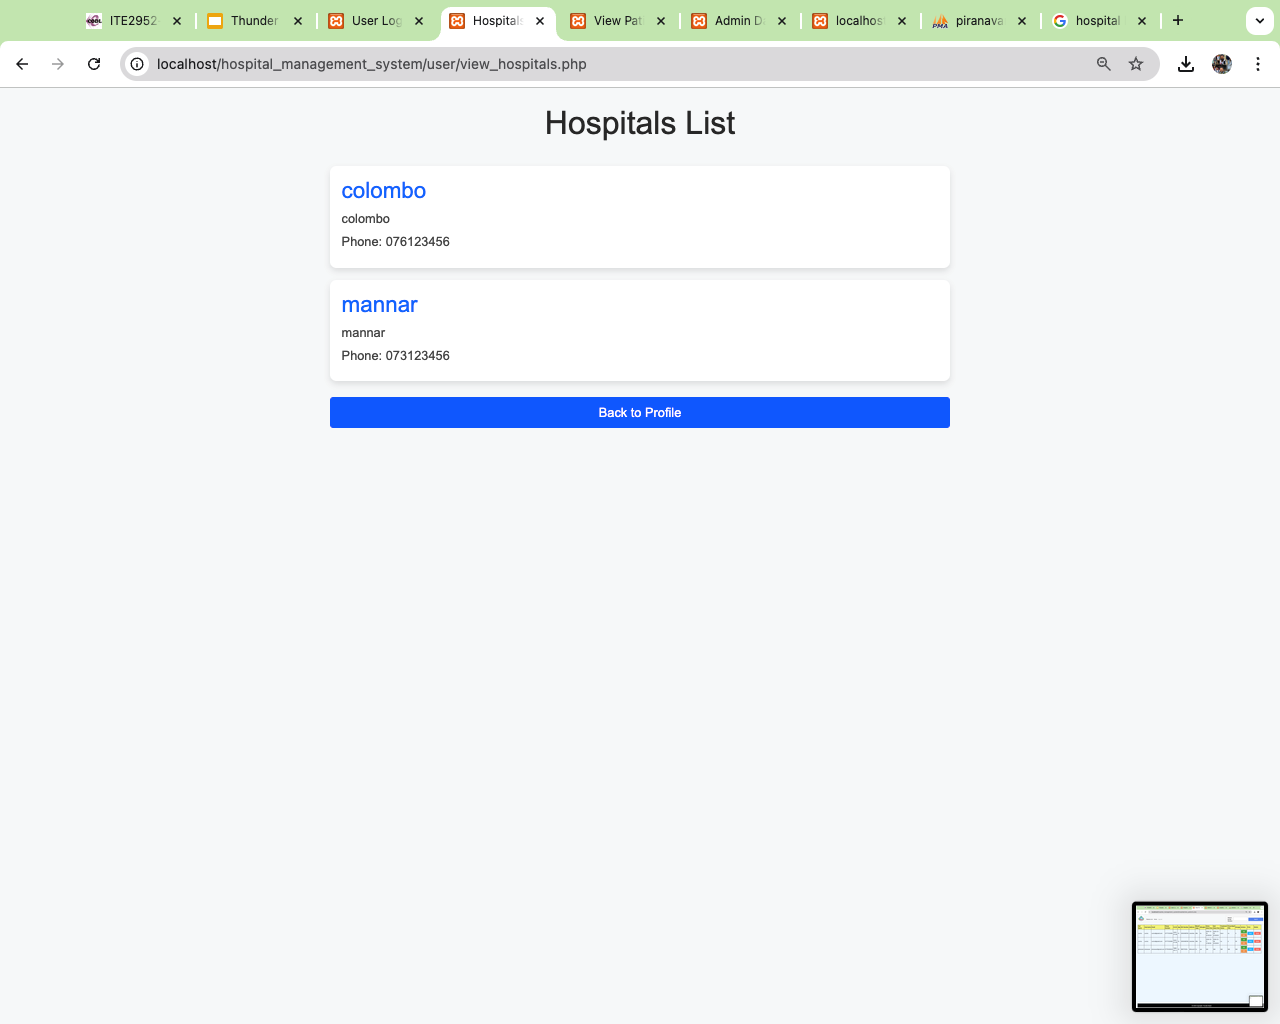 ITE2952
Thunder
User Log
Hospitals
View Pat
Admin D
localhost
piranava
hospital
localhost/hospital_management_system/user/view_hospitals.php
Hospitals List
colombo
colombo
Phone: 076123456
mannar
mannar
Phone: 073123456
Back to Profile